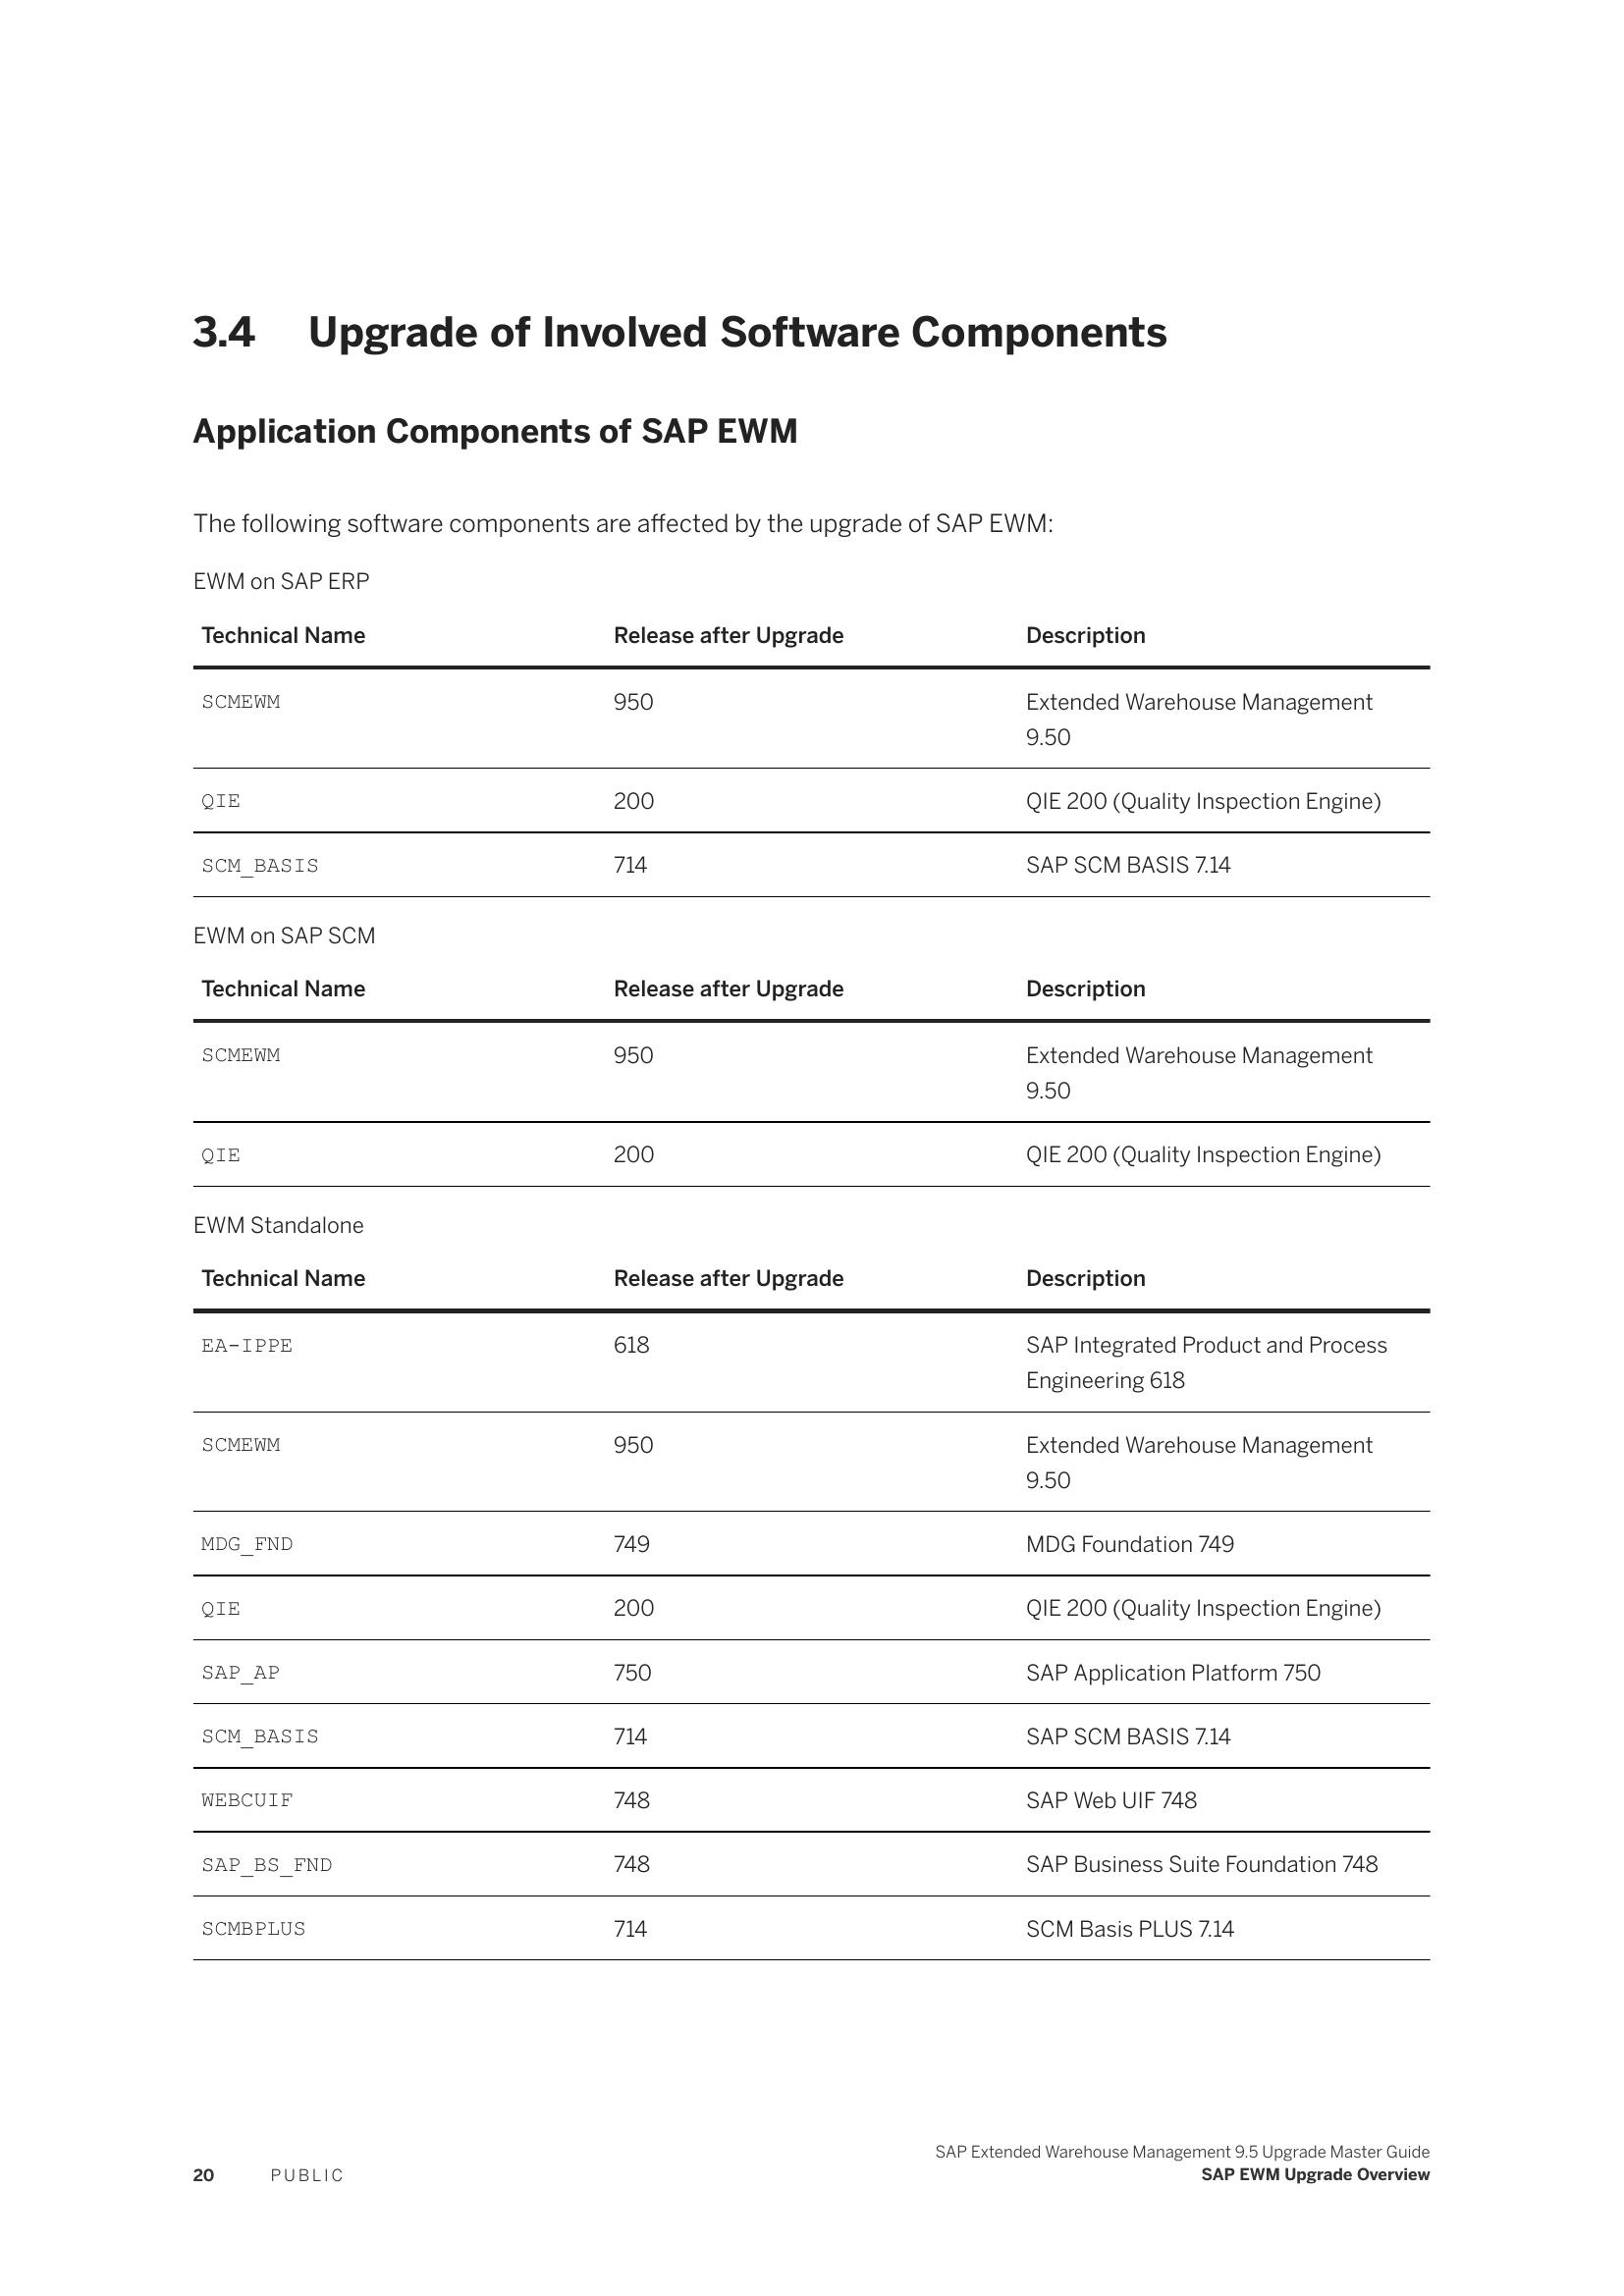 3.4 Upgrade of Involved Software Components
Application Components of SAP EWM
The following software components are affected by the upgrade of SAP EWM:
EWM on SAP ERP
Technical Name Release after Upgrade Description
SCMEWM 950 Extended Warehouse Management
9.50
QIE 200 QIE 200 (Quality Inspection Engine)
SCM_BASIS 714 SAP SCM BASIS 7.14
EWM on SAP SCM
Technical Name Release after Upgrade Description
SCMEWM 950 Extended Warehouse Management
9.50
QIE 200 QIE 200 (Quality Inspection Engine)
EWM Standalone
Technical Name Release after Upgrade Description
EA-IPPE 618 SAP Integrated Product and Process
Engineering 618
SCMEWM 950 Extended Warehouse Management
9.50
MDG_FND 749 MDG Foundation 749
QIE 200 QIE 200 (Quality Inspection Engine)
SAP_AP 750 SAP Application Platform 750
SCM_BASIS 714 SAP SCM BASIS 7.14
WEBCUIF 748 SAP Web UIF 748
SAP_BS_FND 748 SAP Business Suite Foundation 748
SCMBPLUS 714 SCM Basis PLUS 7.14
SAP Extended Warehouse Management 9.5 Upgrade Master Guide
20 PUBLIC SAP EWM Upgrade Overview